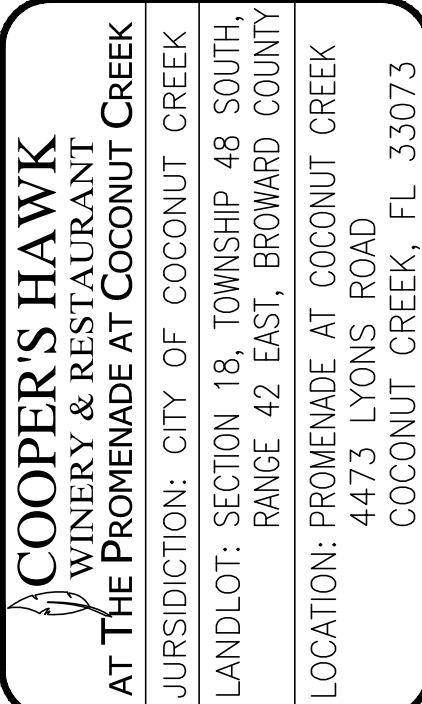 COOPER'S HAWK
WINERY & RESTAURANT
AT THE PROMENADE AT COCONUT CREEK
JURSIDICTION: CITY OF COCONUT CREEK
LANDLOT: SECTION 18, TOWNSHIP 48 SOUTH,
RANGE 42 EAST, BROWARD COUNTY
LOCATION: PROMENADE AT COCONUT CREEK
4473 LYONS ROAD
COCONUT CREEK, FL 33073